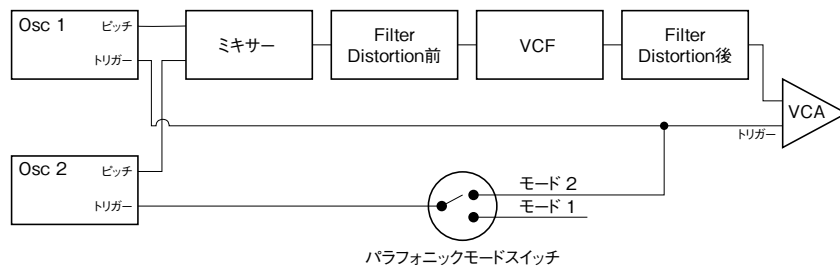 Osc 1
ピッチ
トリガー
ミキサー
Filter
Distortion前
VCF
Filter
Distortion後
VCA
トリガー
Osc 2
ピッチ
トリガー
モード 2
モード 1
パラフォニックモードスイッチ